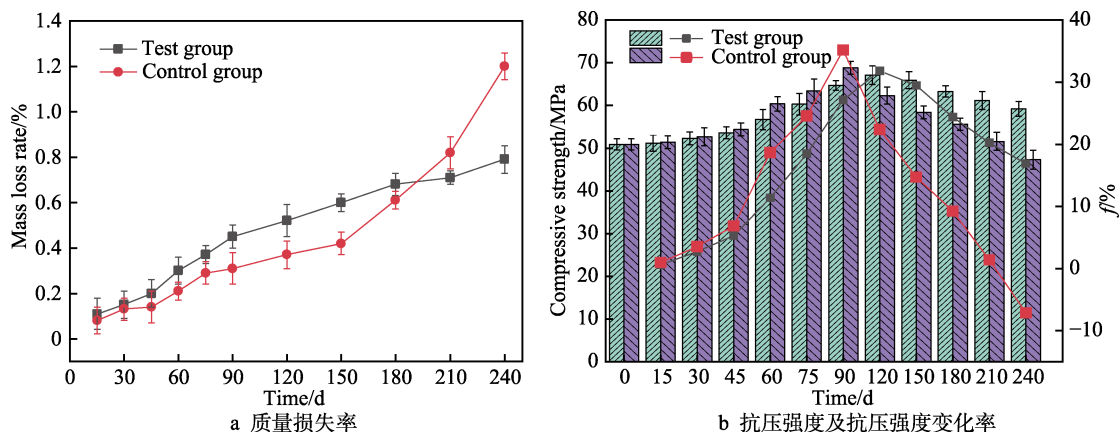 1.4
1.2
1.0
0.8
0.6
0.4
0.2
0
Mass loss rate/%
Test group
Control group
0 30 60 90 120 150 180 210 240
Time/d
a 质量损失率
80
70
60
50
40
30
20
10
0
Compressive strength/MPa
Test group
Control group
40
30
20
10
0
−10
f/%
0 15 30 45 60 75 90 120 150 180 210 240
Time/d
b 抗压强度及抗压强度变化率